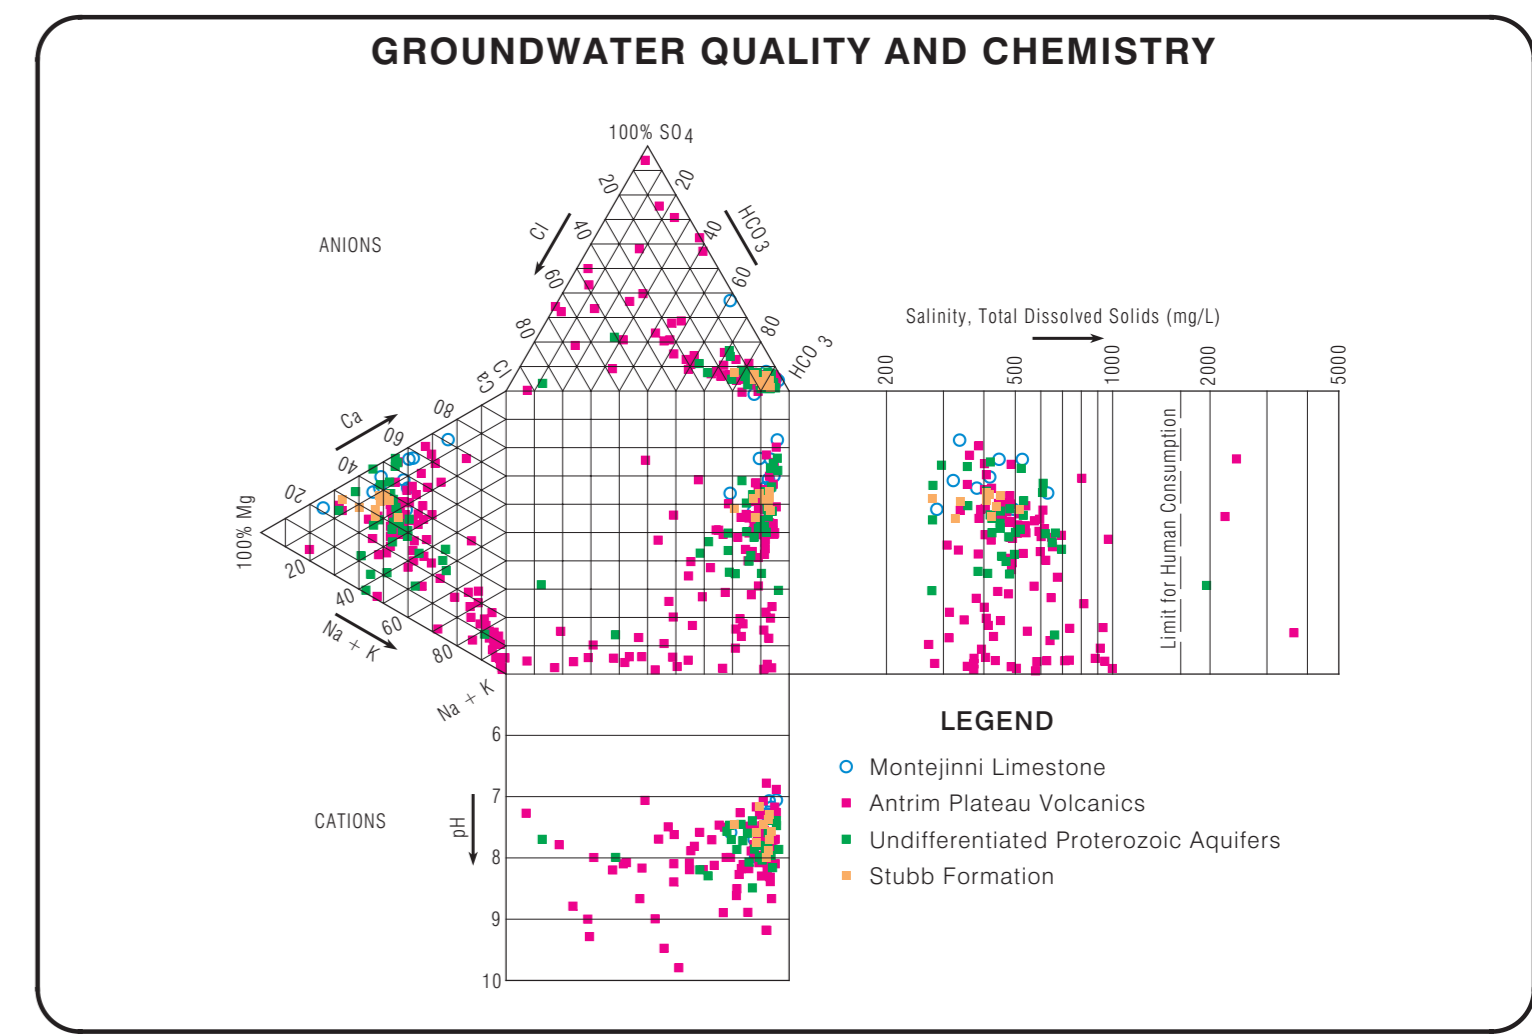 GROUNDWATER QUALITY AND CHEMISTRY
100% SO4
20
20
Cl
HCO3
40
40
ANIONS
60
60
80
80
Cl
HCO3
Salinity, Total Dissolved Solids (mg/L)
200
500
1000
2000
5000
Limit for Human Consumption
Ca
80
Ca
60
40
20
100% Mg
20
40
60
Na + K
80
Na + K
6
7
8
9
10
pH
CATIONS
LEGEND
Montejinni Limestone
Antrim Plateau Volcanics
Undifferentiated Proterozoic Aquifers
Stubb Formation